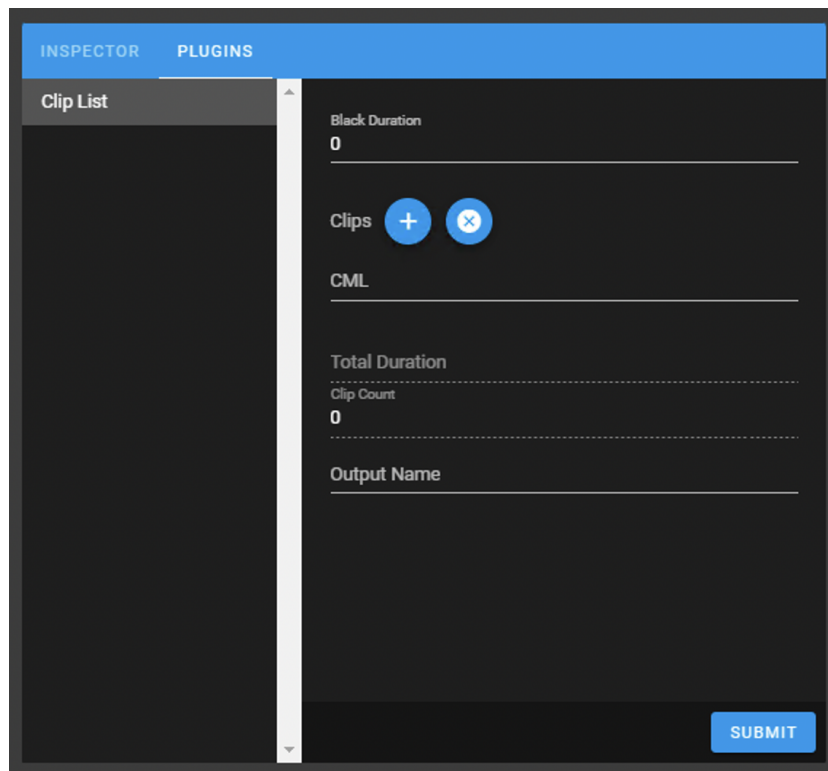 INSPECTOR PLUGINS
Clip List
Black Duration
0
Clips
CML
Total Duration
Clip Count
0
Output Name
SUBMIT